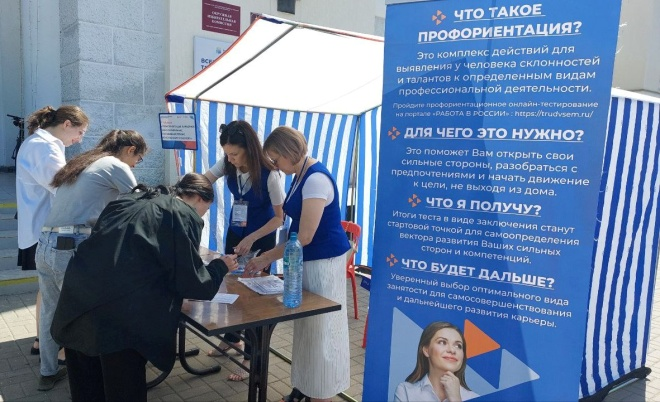 ОКРУЖНАЯ
ИЗБИРАТЕЛЬНАЯ
КОМИССИЯ
ЧТО ТАКОЕ
ПРОФОРИЕНТАЦИЯ?
Это комплекс действий для
выявления у человека склонностей
и талантов к определенным видам
профессиональной деятельности.
Пройдите профориентационное онлайн-тестирование
на портале «РАБОТА В РОССИИ» : https://trudvsem.ru/
ДЛЯ ЧЕГО ЭТО НУЖНО?
Это поможет Вам открыть свои
сильные стороны, разобраться с
предпочтениями и начать движение
к цели, не выходя из дома.
ЧТО Я ПОЛУЧУ?
Итоги теста в виде заключения станут
стартовой точкой для самоопределения
вектора развития Ваших сильных
сторон и компетенций.
ЧТО БУДЕТ ДАЛЬШЕ?
Уверенный выбор оптимального вида
занятости для самосовершенствования
и дальнейшего развития карьеры.